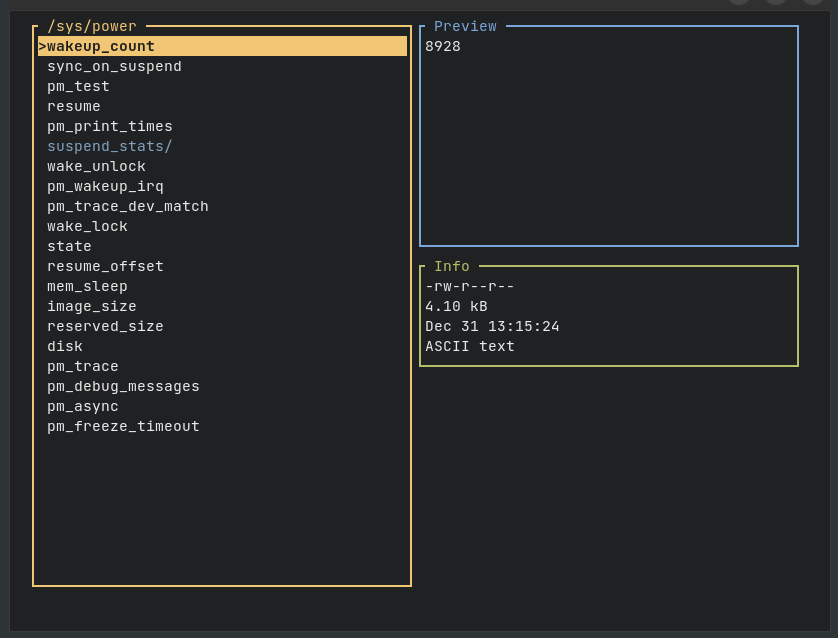 /sys/power
>wakeup_count
sync_on_suspend
pm_test
resume
pm_print_times
suspend_stats/
wake_unlock
pm_wakeup_irq
pm_trace_dev_match
wake_lock
state
resume_offset
mem_sleep
image_size
reserved_size
disk
pm_trace
pm_debug_messages
pm_async
pm_freeze_timeout
Preview
8928
Info
-rw-r--r--
4.10 kB
Dec 31 13:15:24
ASCII text